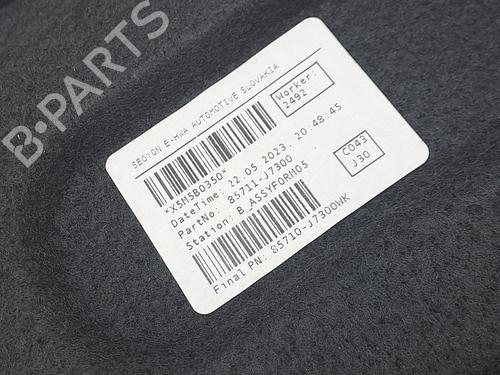 B-PARTS
SEOYON E-HWA AUTOMOTIVE SLOVAKIA
Worker:
2492
*X5M5B0350*
DateTime: 22.05 2023. 20:48:45
PartNo: 86711-J7300
Station: B_ASSYFORM05
C043
J30
Final PN: 85710-J7300WK